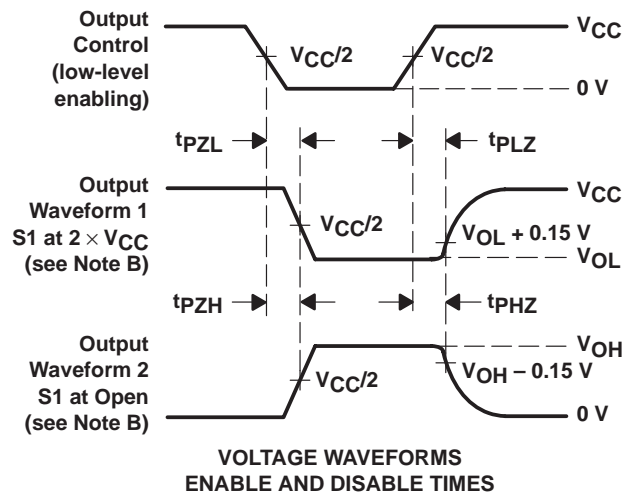 Output
Control
(low-level
enabling)
VCC/2
VCC/2
VCC
0 V
tPZL
tPLZ
Output
Waveform 1
S1 at 2 × VCC
(see Note B)
VCC/2
VCC
VOL + 0.15 V
VOL
tPZH
tPHZ
Output
Waveform 2
S1 at Open
(see Note B)
VCC/2
VOH
VOH − 0.15 V
0 V
VOLTAGE WAVEFORMS
ENABLE AND DISABLE TIMES